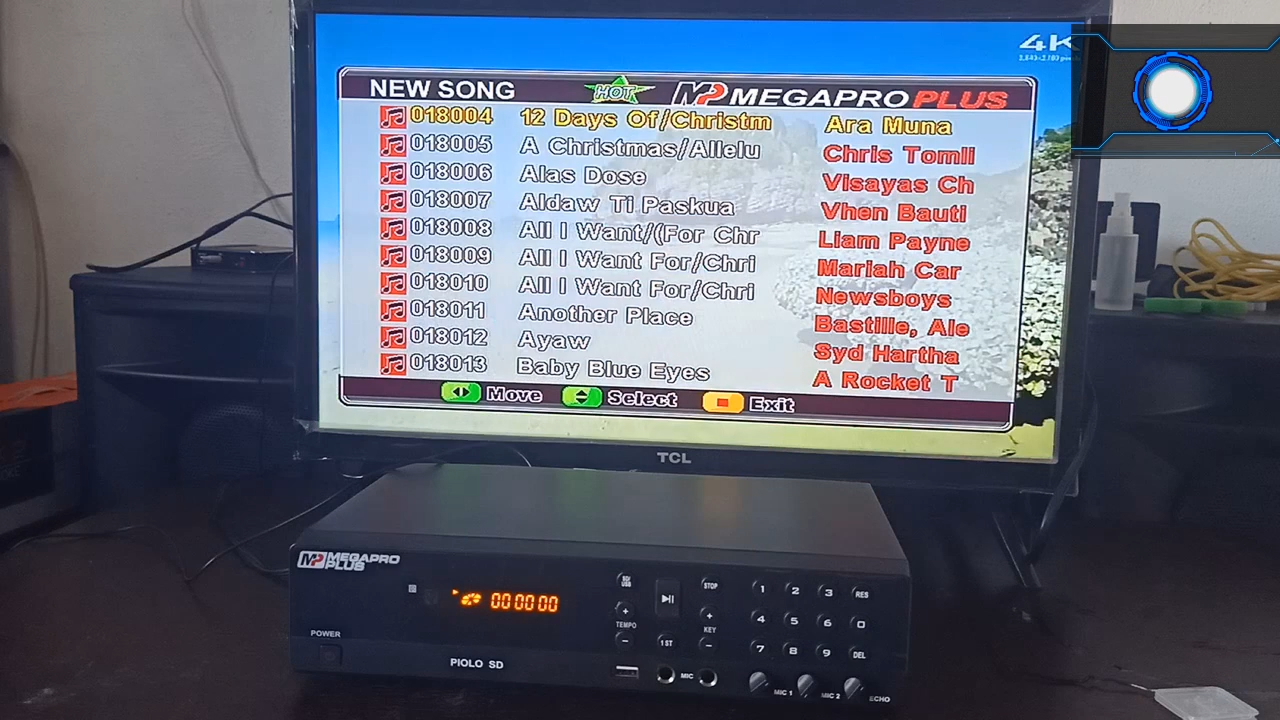 4K
NEW SONG HOT MP MEGAPRO PLUS
018004 12 Days Of/Christm Ara Muna
018005 A Christmas/Allelu Chris Tomli
018006 Alas Dose Visayas Ch
018007 Aldaw Ti Paskua Vhen Bauti
018008 All I Want/(For Chr Liam Payne
018009 All I Want For/Chri Mariah Car
018010 All I Want For/Chri Newsboys
018011 Another Place Bastille, Ale
018012 Ayaw Syd Hartha
018013 Baby Blue Eyes A Rocket T
Move Select Exit
TCL
MP MEGAPRO
PLUS
000000
POWER
PIOLO SD
SD/
USB
STOP
+
TEMPO
-
1 ST
+
KEY
-
1 2 3 RES
4 5 6 0
7 8 9 DEL
MIC
MIC 1 MIC 2 ECHO